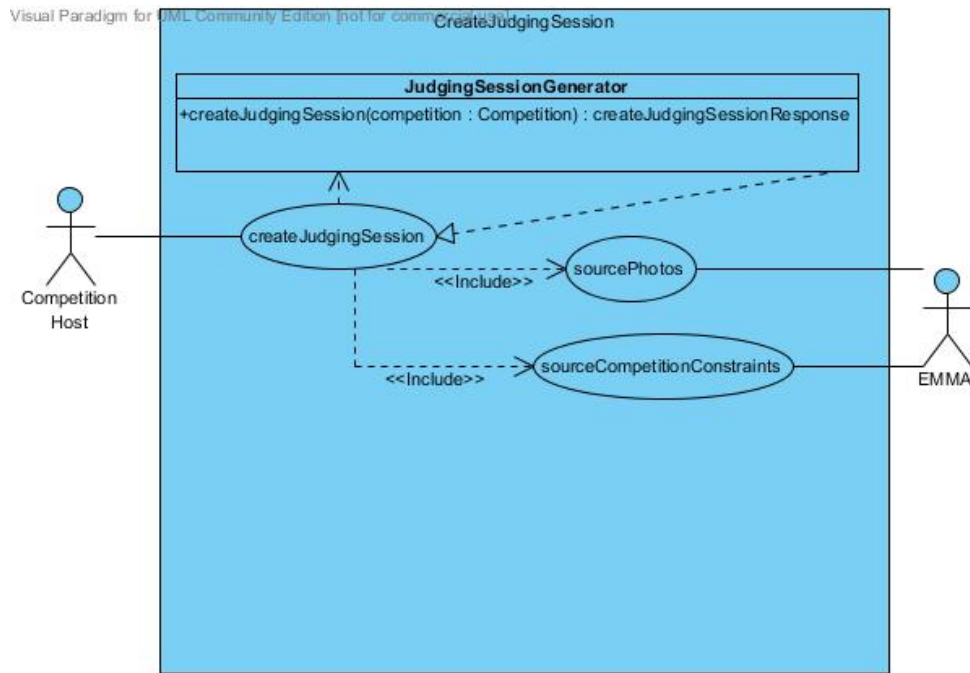 Visual Paradigm for UML Community Edition [not for commercial use]
CreateJudgingSession
JudgingSessionGenerator
+createJudgingSession(competition : Competition) : createJudgingSessionResponse
createJudgingSession
sourcePhotos
<<Include>>
Competition
Host
sourceCompetitionConstraints
<<Include>>
EMMA